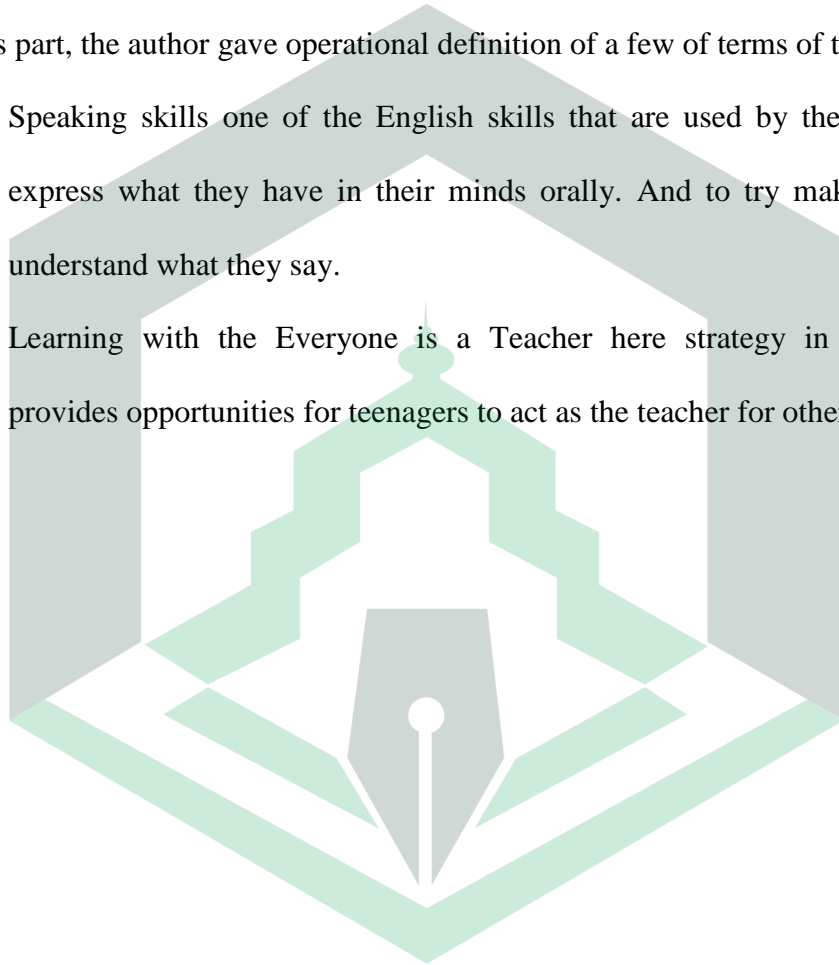 s part, the author gave operational definition of a few of terms of t
Speaking skills one of the English skills that are used by the
express what they have in their minds orally. And to try mak
understand what they say.
Learning with the Everyone is a Teacher here strategy in
provides opportunities for teenagers to act as the teacher for othe